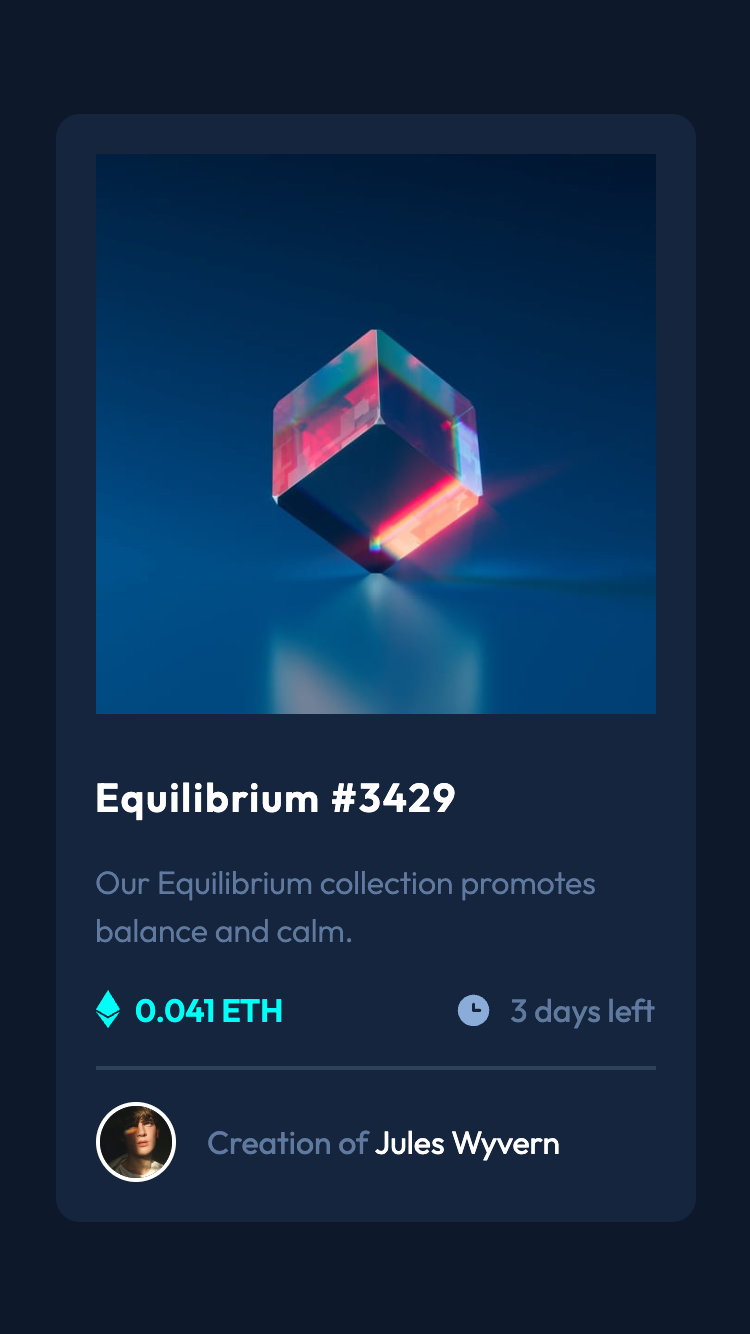 Equilibrium #3429
Our Equilibrium collection promotes
balance and calm.
0.041 ETH
3 days left
Creation of Jules Wyvern